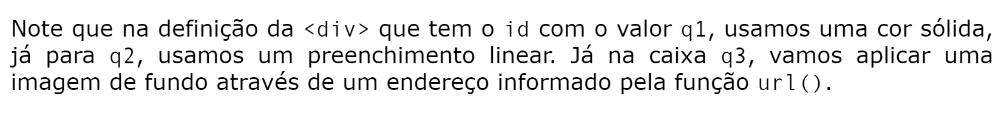 Note que na definição da <div> que tem o id com o valor q1, usamos uma cor sólida,
já para q2, usamos um preenchimento linear. Já na caixa q3, vamos aplicar uma
imagem de fundo através de um endereço informado pela função url().